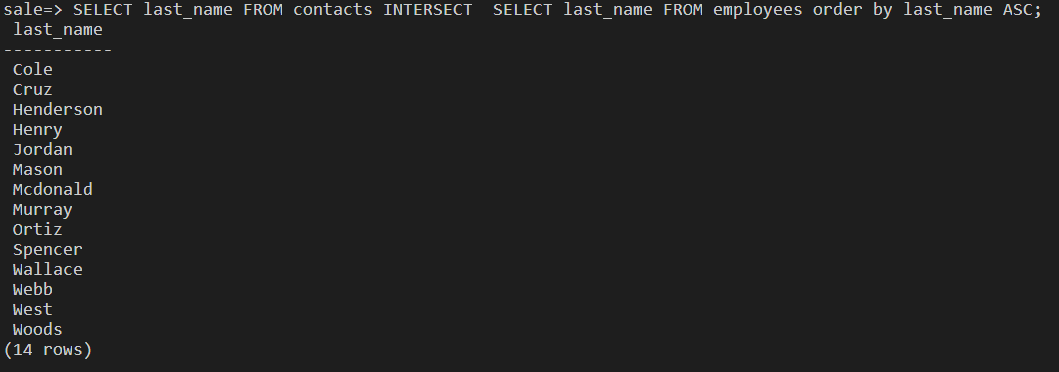 sale=> SELECT last_name FROM contacts INTERSECT  SELECT last_name FROM employees order by last_name ASC;
 last_name
-----------
 Cole
 Cruz
 Henderson
 Henry
 Jordan
 Mason
 Mcdonald
 Murray
 Ortiz
 Spencer
 Wallace
 Webb
 West
 Woods
(14 rows)